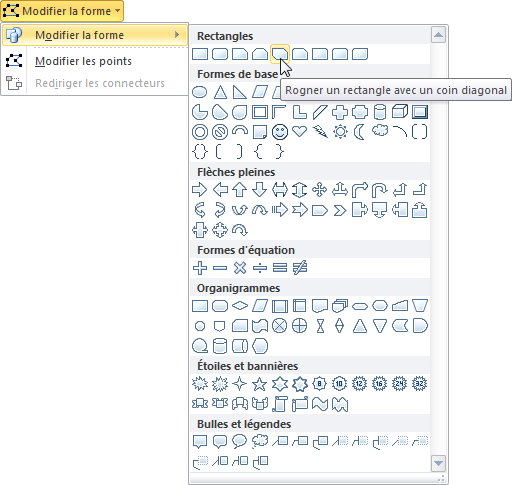 Modifier la forme
Modifier la forme
Modifier les points
Rediriger les connecteurs
Rectangles
Formes de base
Rogner un rectangle avec un coin diagonal
Flèches pleines
Formes d'équation
Organigrammes
Étoiles et bannières
8 10 12 16 24 32
Bulles et légendes